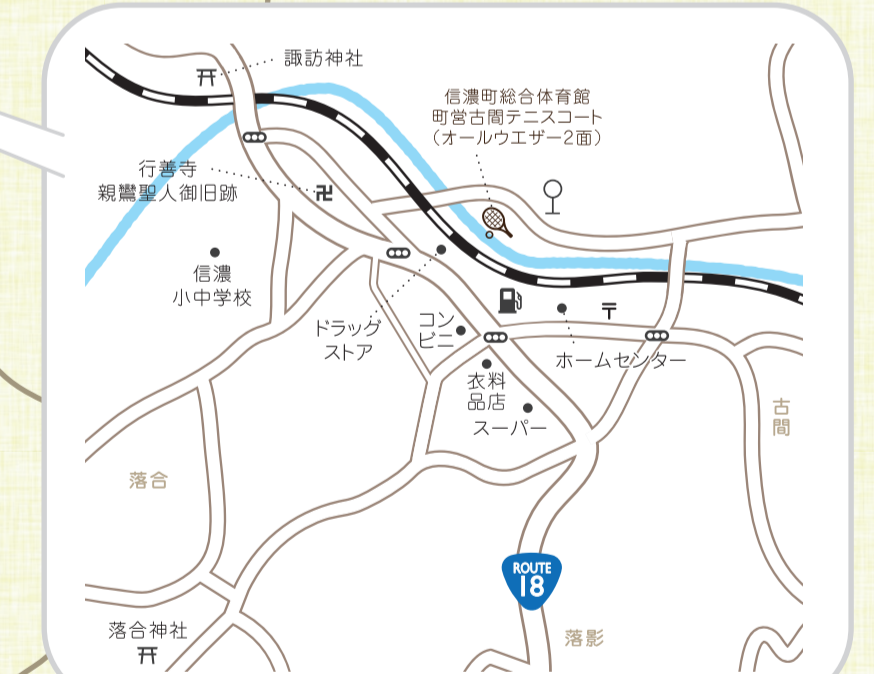 諏訪神社
信濃町総合体育館
町営古間テニスコート
（オールウエザー2面）
行善寺
親鸞聖人御旧跡
信濃
小中学校
ドラッグ
ストア
コン
ビニ
ホームセンター
衣料
品店
スーパー
古
間
落合
ROUTE
18
落合神社
落影